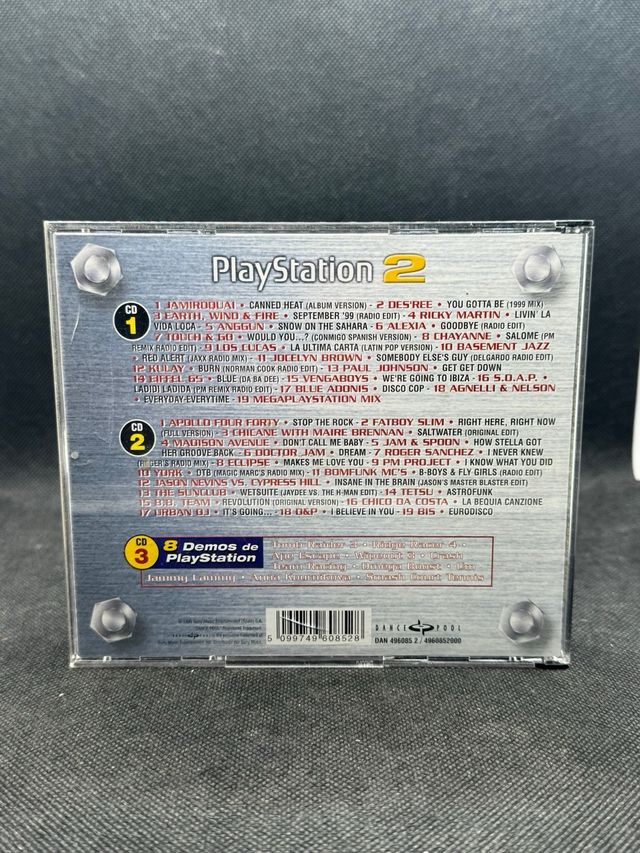 PlayStation 2
CD 1
1 JAMIROQUAI • CANNED HEAT (ALBUM VERSION) - 2 DES'REE • YOU GOTTA BE (1999 MIX)
3 EARTH, WIND & FIRE • SEPTEMBER '99 (RADIO EDIT) - 4 RICKY MARTIN • LIVIN' LA
VIDA LOCA - 5 ANGGUN • SNOW ON THE SAHARA - 6 ALEXIA • GOODBYE (RADIO EDIT)
7 TOUCH & GO • WOULD YOU...? (CONMIGO SPANISH VERSION) - 8 CHAYANNE • SALOME (PM
REMIX RADIO EDIT) - 9 LOS LUCAS • LA ULTIMA CARTA (LATIN POP VERSION) - 10 BASEMENT JAXX
• RED ALERT (JAXX RADIO MIX) - 11 JOCELYN BROWN • SOMEBODY ELSE'S GUY (DELGARDO RADIO EDIT)
12 KULAY • BURN (NORMAN COOK RADIO EDIT) - 13 PAUL JOHNSON • GET GET DOWN
14 EIFFEL 65 • BLUE (DA BA DEE) - 15 VENGABOYS • WE'RE GOING TO IBIZA - 16 S.O.A.P. •
LADIDI LADIDA (PM REMIX RADIO EDIT) - 17 BLUE ADONIS • DISCO COP - 18 AGNELLI & NELSON
• EVERYDAY-EVERYTIME - 19 MEGAPLAYSTATION MIX
CD 2
1 APOLLO FOUR FORTY • STOP THE ROCK - 2 FATBOY SLIM • RIGHT HERE, RIGHT NOW
(FULL VERSION) - 3 CHICANE WITH MAIRE BRENNAN • SALTWATER (ORIGINAL EDIT)
4 MADISON AVENUE • DON'T CALL ME BABY - 5 JAM & SPOON • HOW STELLA GOT
HER GROOVE BACK - 6 DOCTOR JAM • DREAM - 7 ROGER SANCHEZ • I NEVER KNEW
(ROGER'S RADIO MIX) - 8 ECLIPSE • MAKES ME LOVE YOU - 9 PM PROJECT • I KNOW WHAT YOU DID
10 YORK • OTB (MAGIC MARC'S RADIO MIX) - 11 BOMFUNK MC'S • B-BOYS & FLY GIRLS (RADIO EDIT)
12 JASON NEVINS VS. CYPRESS HILL • INSANE IN THE BRAIN (JASON'S MASTER BLASTER EDIT)
13 THE SUNCLUB • WETSUITE (JAYDEE VS. THE H-MAN EDIT) - 14 TETSU • ASTROFUNK
15 B.B. TEAM • REVOLUTION (ORIGINAL VERSION) - 16 CHICO DA COSTA • LA BEQUIA CANZIONE
17 URBAN DJ • IT'S GOING... - 18 O&P • I BELIEVE IN YOU - 19 BIS • EURODISCO
CD 3
8 Demos de
PlayStation
Tomb Raider 3 • Ridge Racer 4 •
Ape Escape • Wipeout 3 • Crash
Team Racing • Omega Boost • Um
Jammy Lammy • Anna Kournikova • Smash Court Tennis
5 099749 608528
DANCE POOL
DAN 496085 2 / 4960852000